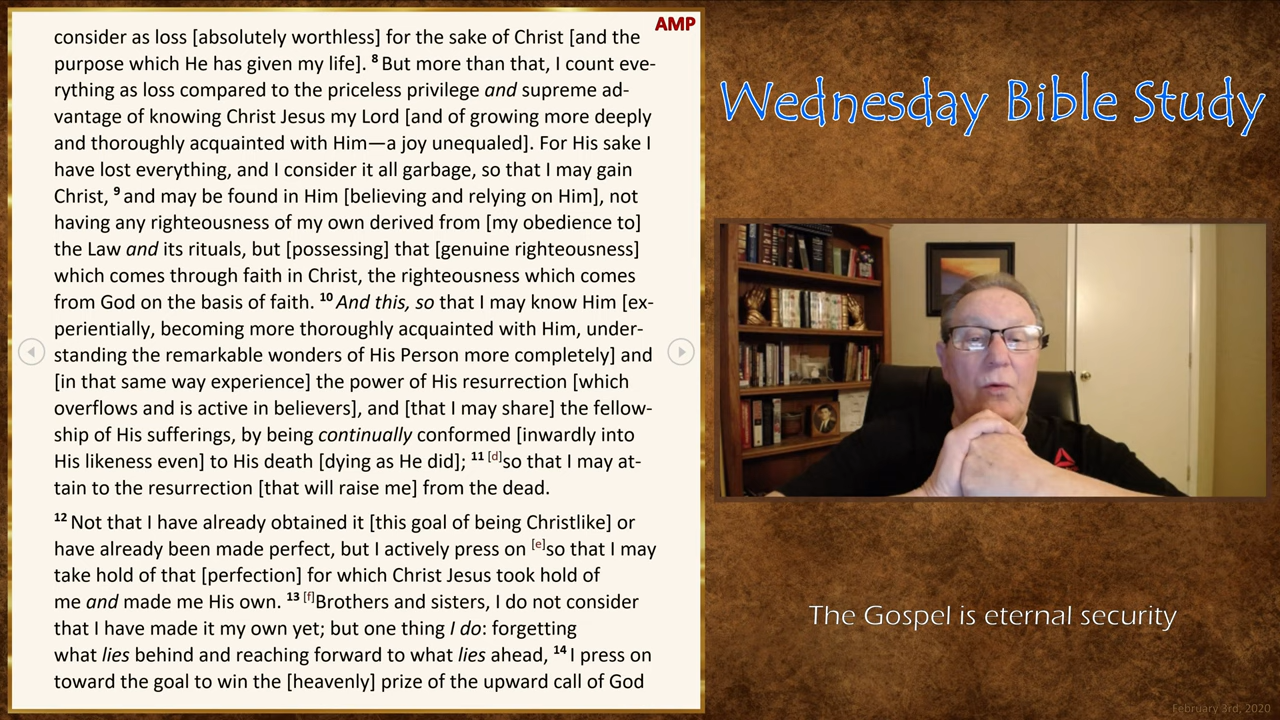 AMP
consider as loss [absolutely worthless] for the sake of Christ [and the
purpose which He has given my life]. 8 But more than that, I count eve-
rything as loss compared to the priceless privilege and supreme ad-
vantage of knowing Christ Jesus my Lord [and of growing more deeply
and thoroughly acquainted with Him—a joy unequaled]. For His sake I
have lost everything, and I consider it all garbage, so that I may gain
Christ, 9 and may be found in Him [believing and relying on Him], not
having any righteousness of my own derived from [my obedience to]
the Law and its rituals, but [possessing] that [genuine righteousness]
which comes through faith in Christ, the righteousness which comes
from God on the basis of faith. 10 And this, so that I may know Him [ex-
perientially, becoming more thoroughly acquainted with Him, under-
standing the remarkable wonders of His Person more completely] and
[in that same way experience] the power of His resurrection [which
overflows and is active in believers], and [that I may share] the fellow-
ship of His sufferings, by being continually conformed [inwardly into
His likeness even] to His death [dying as He did]; 11 [d]so that I may at-
tain to the resurrection [that will raise me] from the dead.
12 Not that I have already obtained it [this goal of being Christlike] or
have already been made perfect, but I actively press on [e]so that I may
take hold of that [perfection] for which Christ Jesus took hold of
me and made me His own. 13 [f]Brothers and sisters, I do not consider
that I have made it my own yet; but one thing I do: forgetting
what lies behind and reaching forward to what lies ahead, 14 I press on
toward the goal to win the [heavenly] prize of the upward call of God
Wednesday Bible Study
The Gospel is eternal security
February 3rd, 2020